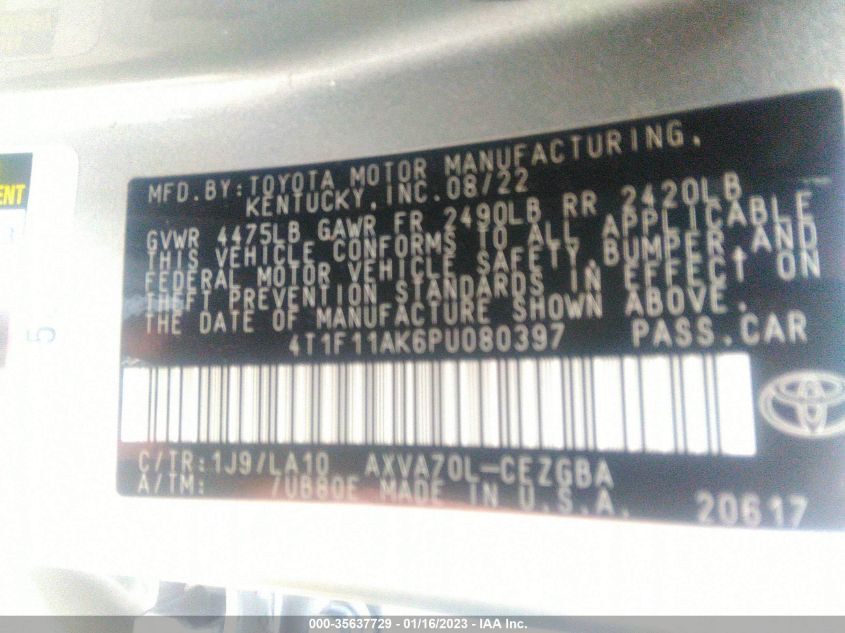 MENT
5
MFD.BY:TOYOTA MOTOR MANUFACTURING,
KENTUCKY,INC.08/22
GVWR 4475LB GAWR FR 2490LB RR 2420LB
THIS VEHICLE CONFORMS TO ALL APPLICABLE
FEDERAL MOTOR VEHICLE SAFETY,BUMPER,AND
THEFT PREVENTION STANDARDS IN EFFECT ON
THE DATE OF MANUFACTURE SHOWN ABOVE.
4T1F11AK6PU080397 PASS.CAR
C/TR:1J9/LA10 AXVA70L-CEZGBA
A/TM: /UB80E MADE IN U.S.A.
20617
000-35637729 - 01/16/2023 - IAA Inc.